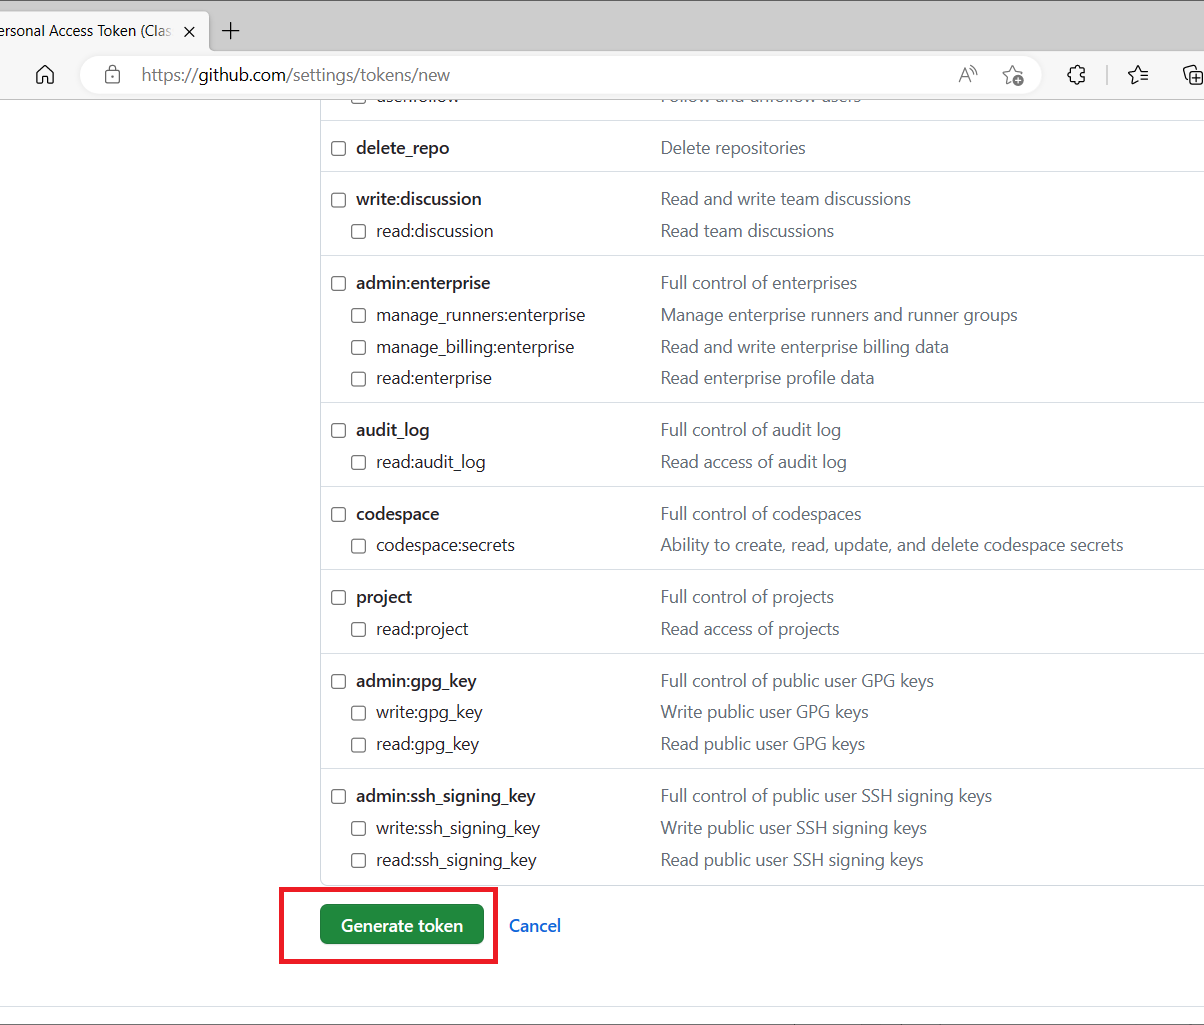 ersonal Access Token (Clas
https://github.com/settings/tokens/new
user:follow Follow and unfollow users
delete_repo Delete repositories
write:discussion Read and write team discussions
read:discussion Read team discussions
admin:enterprise Full control of enterprises
manage_runners:enterprise Manage enterprise runners and runner groups
manage_billing:enterprise Read and write enterprise billing data
read:enterprise Read enterprise profile data
audit_log Full control of audit log
read:audit_log Read access of audit log
codespace Full control of codespaces
codespace:secrets Ability to create, read, update, and delete codespace secrets
project Full control of projects
read:project Read access of projects
admin:gpg_key Full control of public user GPG keys
write:gpg_key Write public user GPG keys
read:gpg_key Read public user GPG keys
admin:ssh_signing_key Full control of public user SSH signing keys
write:ssh_signing_key Write public user SSH signing keys
read:ssh_signing_key Read public user SSH signing keys
Generate token Cancel